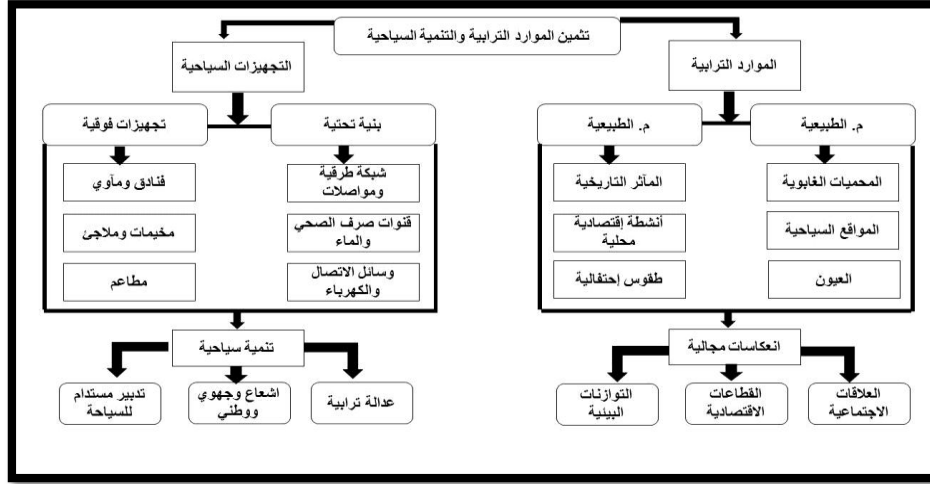 تثمين الموارد الترابية والتنمية السياحية
الموارد الترابية
التجهيزات السياحية
م. الطبيعية
م. الطبيعية
بنية تحتية
تجهيزات فوقية
المحميات الغابوية
المآثر التاريخية
شبكة طرقية
ومواصلات
فنادق ومآوي
المواقع السياحية
أنشطة إقتصادية
محلية
قنوات صرف الصحي
والماء
مخيمات وملاجئ
العيون
طقوس إحتفالية
وسائل الاتصال
والكهرباء
مطاعم
انعكاسات مجالية
تنمية سياحية
العلاقات
الاجتماعية
القطاعات
الاقتصادية
التوازنات
البيئية
عدالة ترابية
اشعاع وجهوي
ووطني
تدبير مستدام
للسياحة